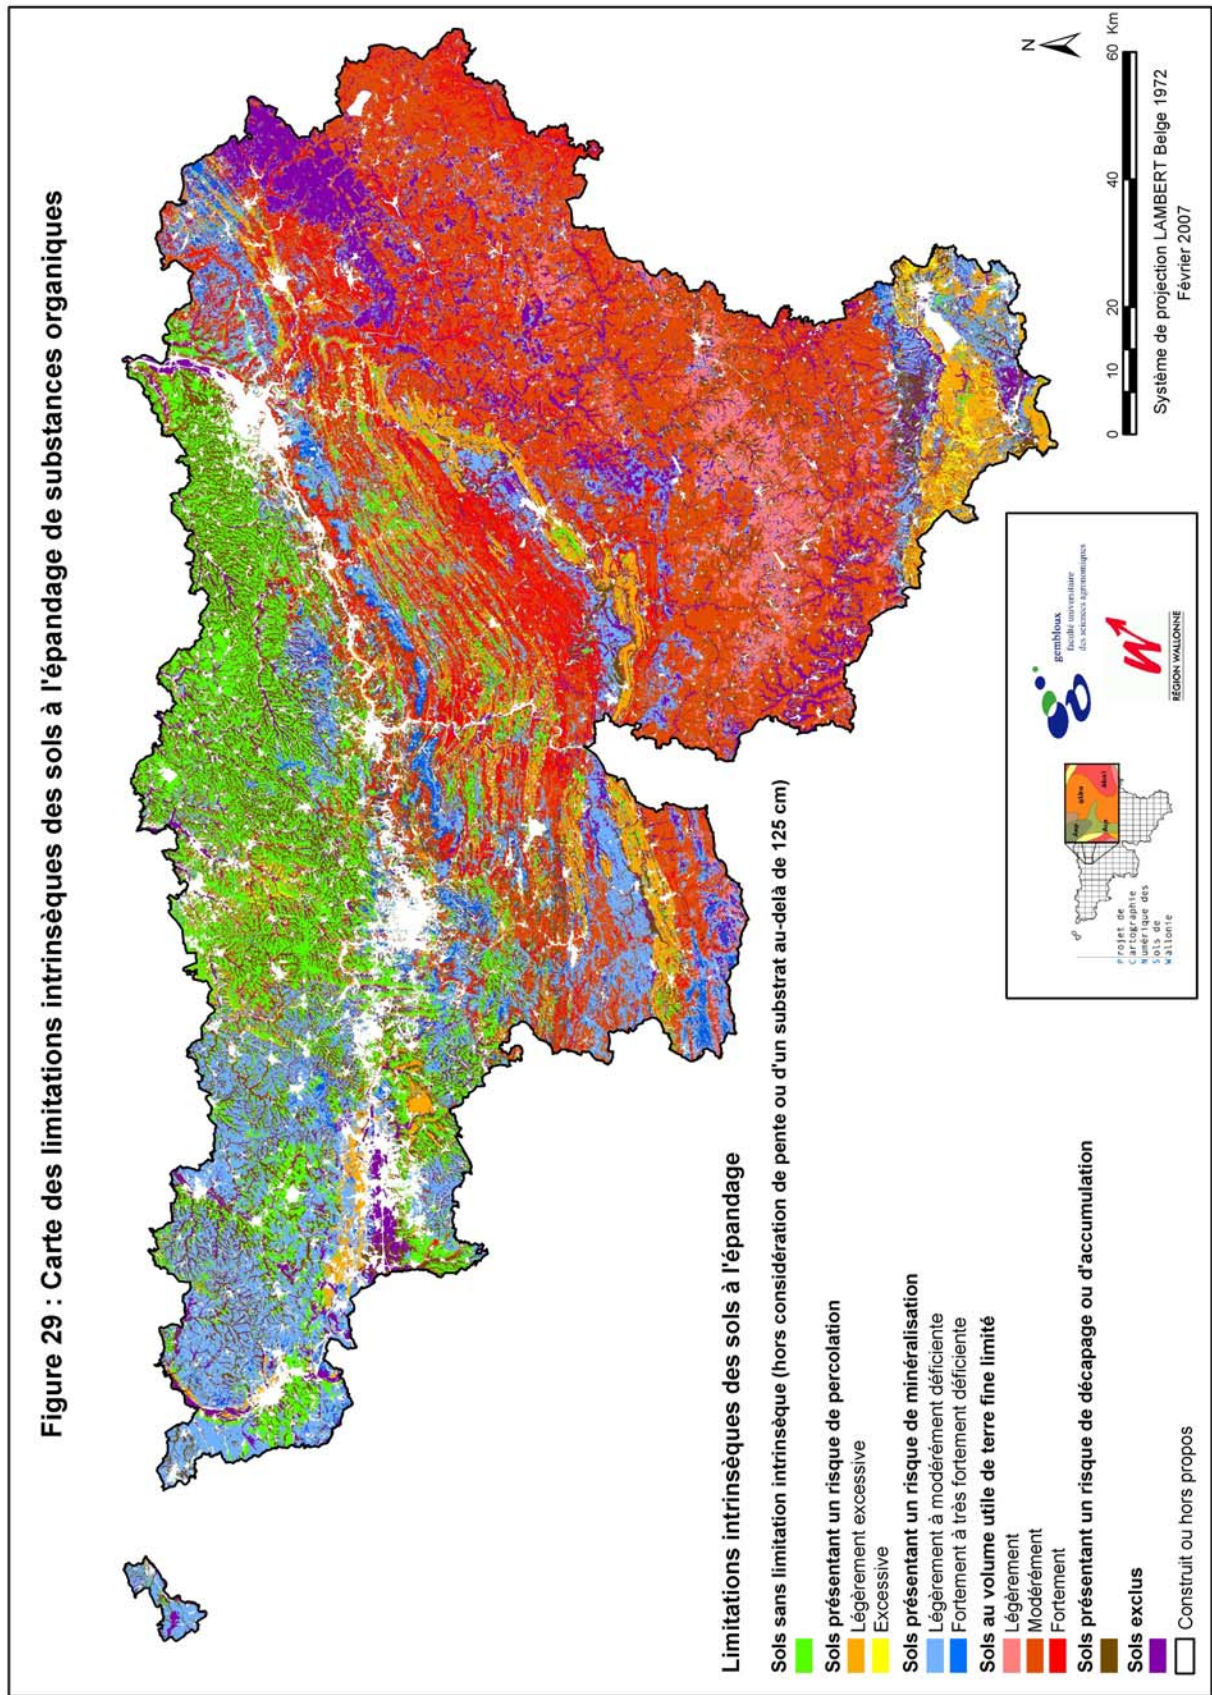 Figure 29 : Carte des limitations intrinsèques des sols à l'épandage de substances organiques
Limitations intrinsèques des sols à l'épandage
Sols sans limitation intrinsèque (hors considération de pente ou d'un substrat au-delà de 125 cm)
Sols présentant un risque de percolation
Légèrement excessive
Excessive
Sols présentant un risque de minéralisation
Légèrement à modérément déficiente
Fortement à très fortement déficiente
Sols au volume utile de terre fine limité
Légèrement
Modérément
Fortement
Sols présentant un risque de décapage ou d'accumulation
Sols exclus
Construit ou hors propos
Projet de
Cartographie
Numérique des
Sols de
Wallonie
gembloux
faculté universitaire
des sciences agronomiques
RÉGION WALLONNE
N
0 10 20 40 60 Km
Système de projection LAMBERT Belge 1972
Février 2007